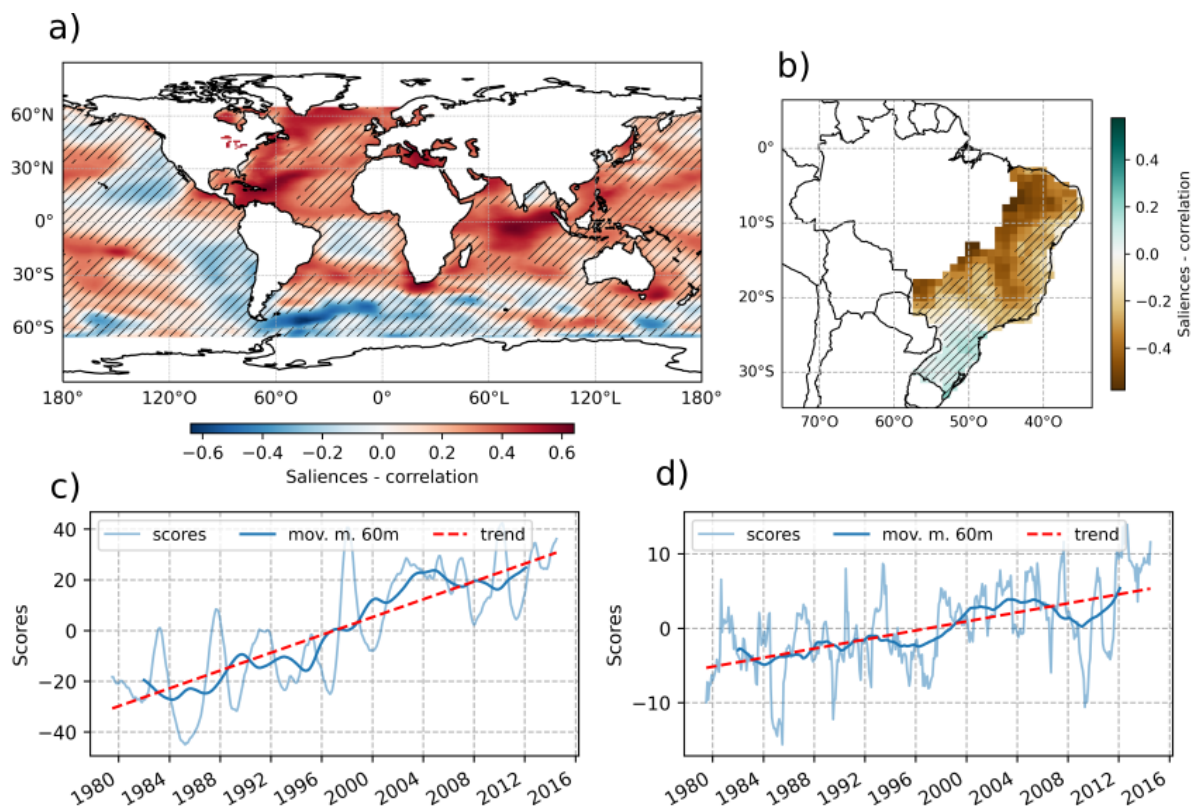 a)
60°N
30°N
0°
30°S
60°S
180° 120°O 60°O 0° 60°E 120°E 180°
−0.6 −0.4 −0.2 0.0 0.2 0.4 0.6
Saliences - correlation
b)
0°
10°S
20°S
30°S
70°O 60°O 50°O 40°O
0.4
0.2
0.0
−0.2
−0.4
Saliences - correlation
c)
scores mov. m. 60m trend
40
20
0
−20
−40
Scores
1980 1984 1988 1992 1996 2000 2004 2008 2012 2016
d)
scores mov. m. 60m trend
10
0
−10
Scores
1980 1984 1988 1992 1996 2000 2004 2008 2012 2016